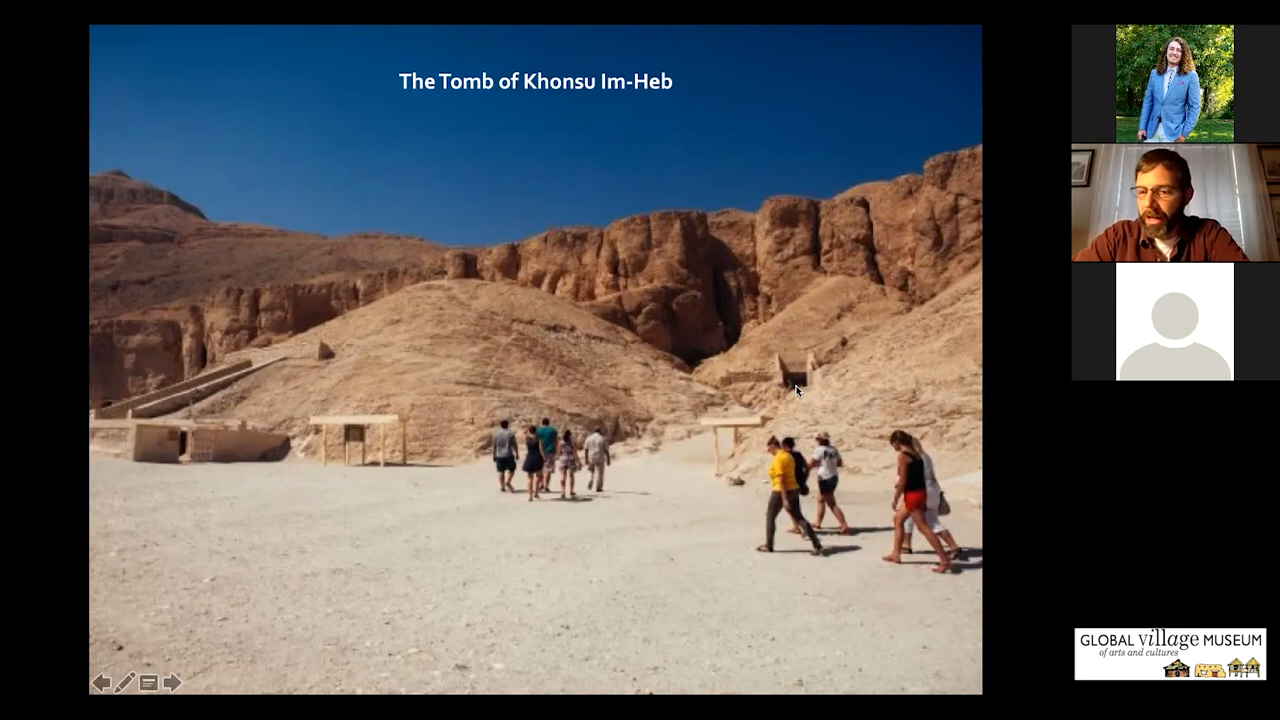 The Tomb of Khonsu Im-Heb
GLOBAL village MUSEUM
of arts and cultures